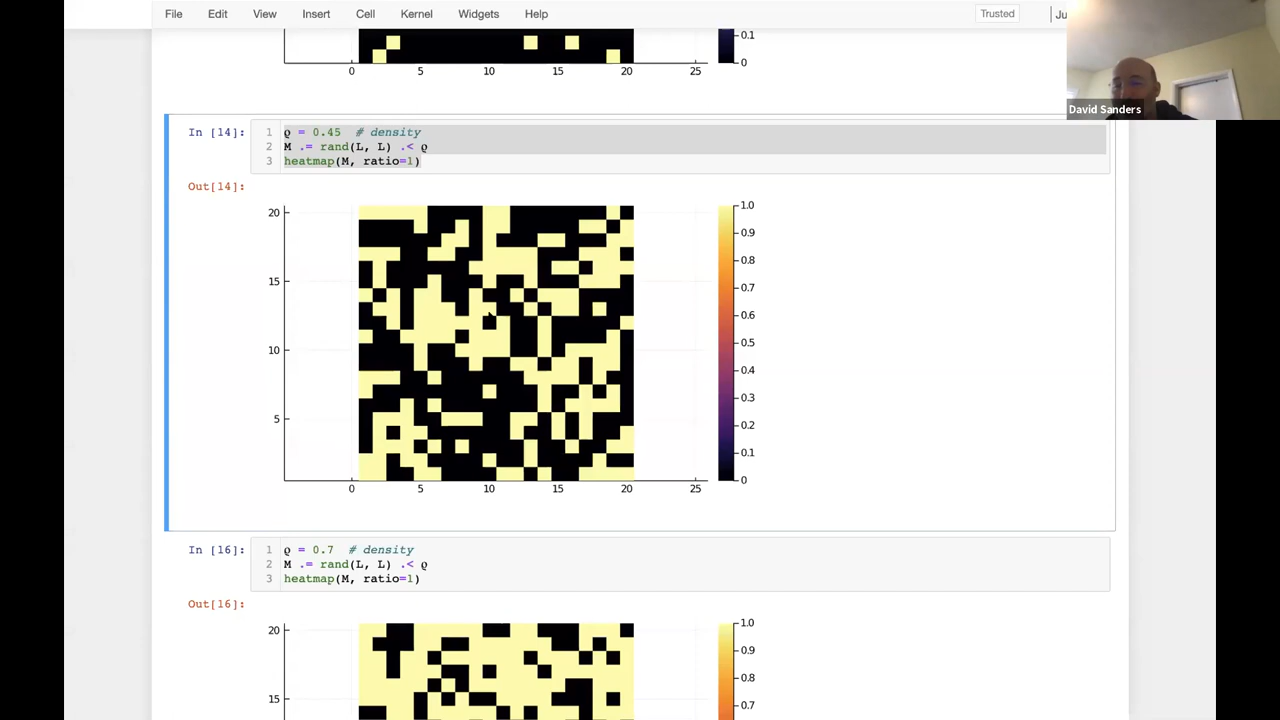 File Edit View Insert Cell Kernel Widgets Help Trusted Ju
0.1
0
0 5 10 15 20 25
David Sanders
In [14]:
1 ϱ = 0.45 # density
2 M .= rand(L, L) .< ϱ
3 heatmap(M, ratio=1)
Out[14]:
20
15
10
5
0 5 10 15 20 25
1.0
0.9
0.8
0.7
0.6
0.5
0.4
0.3
0.2
0.1
0
In [16]:
1 ϱ = 0.7 # density
2 M .= rand(L, L) .< ϱ
3 heatmap(M, ratio=1)
Out[16]:
20
15
1.0
0.9
0.8
0.7